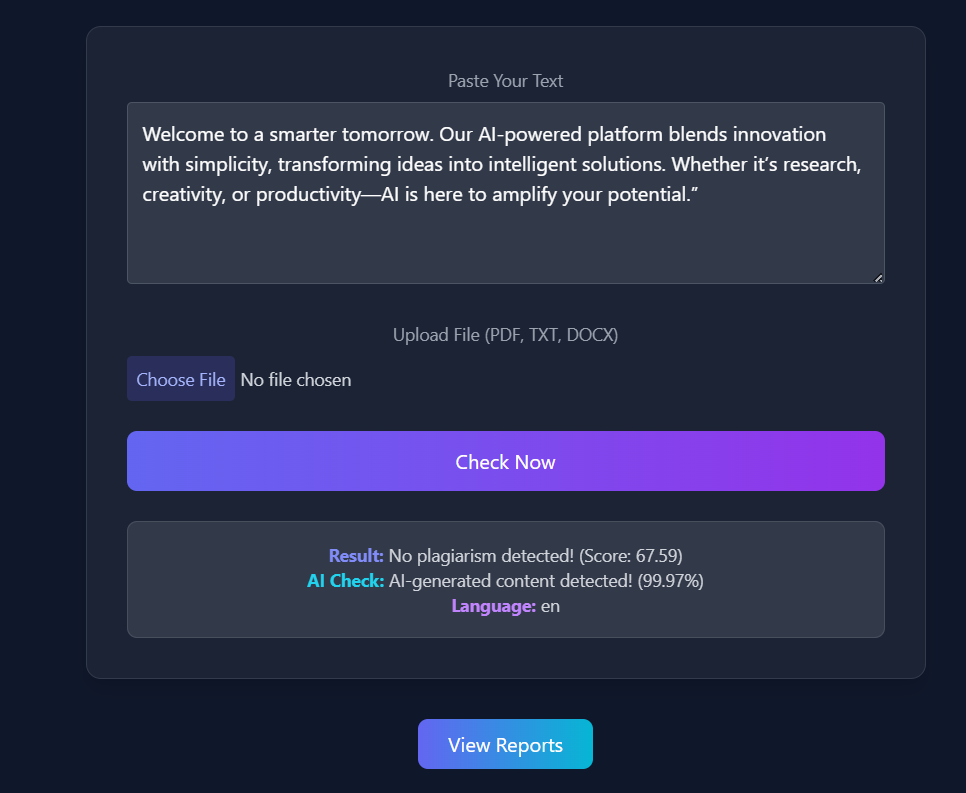 Paste Your Text
Welcome to a smarter tomorrow. Our AI-powered platform blends innovation
with simplicity, transforming ideas into intelligent solutions. Whether it’s research,
creativity, or productivity—AI is here to amplify your potential.”
Upload File (PDF, TXT, DOCX)
Choose File No file chosen
Check Now
Result: No plagiarism detected! (Score: 67.59)
AI Check: AI-generated content detected! (99.97%)
Language: en
View Reports